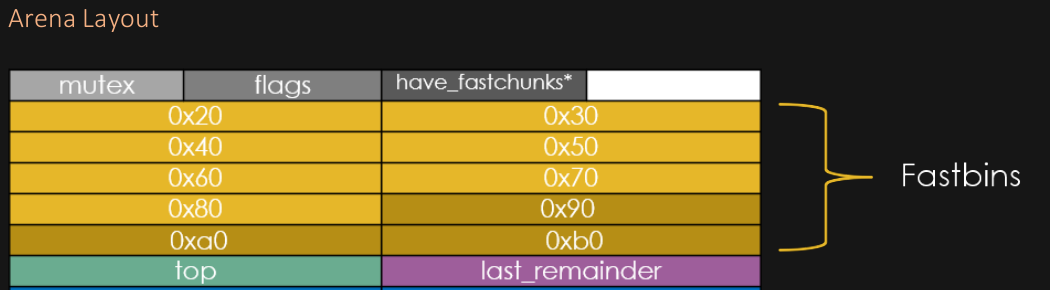 Arena Layout
mutex flags have_fastchunks*
0x20 0x30
0x40 0x50
0x60 0x70
Fastbins
0x80 0x90
0xa0 0xb0
top last_remainder